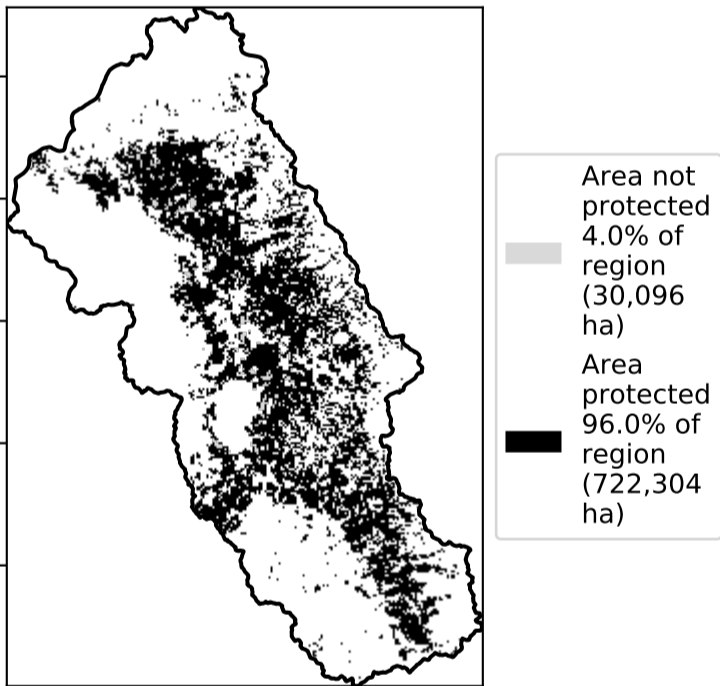 Area not
protected
4.0% of
region
(30,096
ha)
Area
protected
96.0% of
region
(722,304
ha)